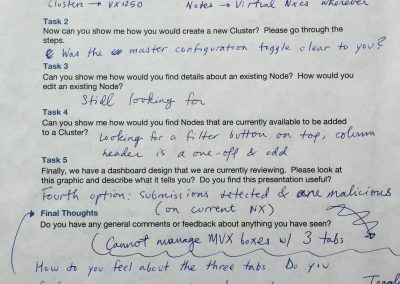 Clusters → VX1250 Notes → Virtual Nxes wherever
Task 2
Now can you show me how you would create a new Cluster? Please go through the
steps.
Was the master configuration toggle clear to you?
Task 3
Can you show me how would you find details about an existing Node? How would you
edit an existing Node?
Still looking for
Task 4
Can you show me how would you find Nodes that are currently available to be added
to a Cluster? Looking for a filter button on top, column
header is a one-off & odd
Task 5
Finally, we have a dashboard design that we are currently reviewing. Please look at
this graphic and describe what it tells you? Do you find this presentation useful?
Fourth option: submissions detected & are malicious
(on current NX)
Final Thoughts
Do you have any general comments or feedback about anything you have seen?
Cannot manage MVX boxes w/ 3 tabs
How do you feel about the three tabs Do you